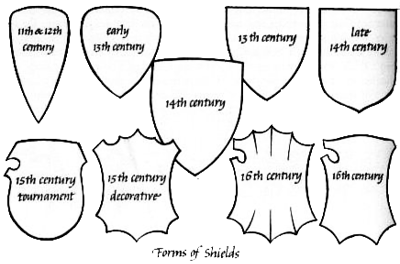 11th & 12th
century
early
13th century
13th century
late
14th century
14th century
15th century
tournament
15th century
decorative
16th century
16th century
Forms of Shields